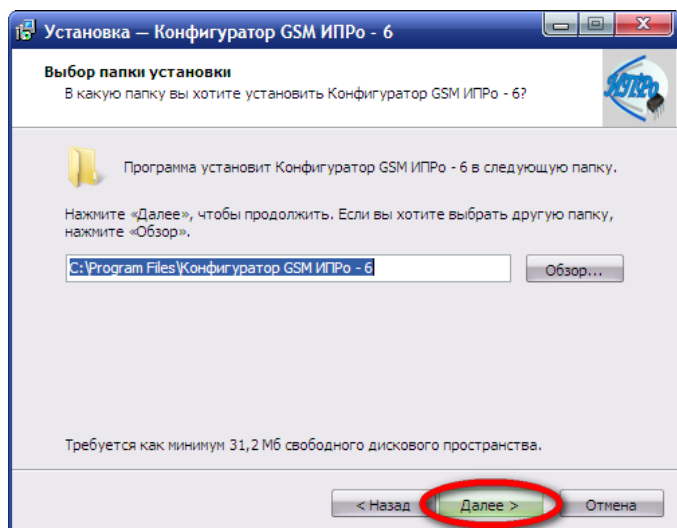 Установка — Конфигуратор GSM ИПРо - 6
Выбор папки установки
В какую папку вы хотите установить Конфигуратор GSM ИПРо - 6?
ИПРо
Программа установит Конфигуратор GSM ИПРо - 6 в следующую папку.
Нажмите «Далее», чтобы продолжить. Если вы хотите выбрать другую папку,
нажмите «Обзор».
C:\Program Files\Конфигуратор GSM ИПРо - 6
Обзор...
Требуется как минимум 31,2 Мб свободного дискового пространства.
< Назад
Далее >
Отмена